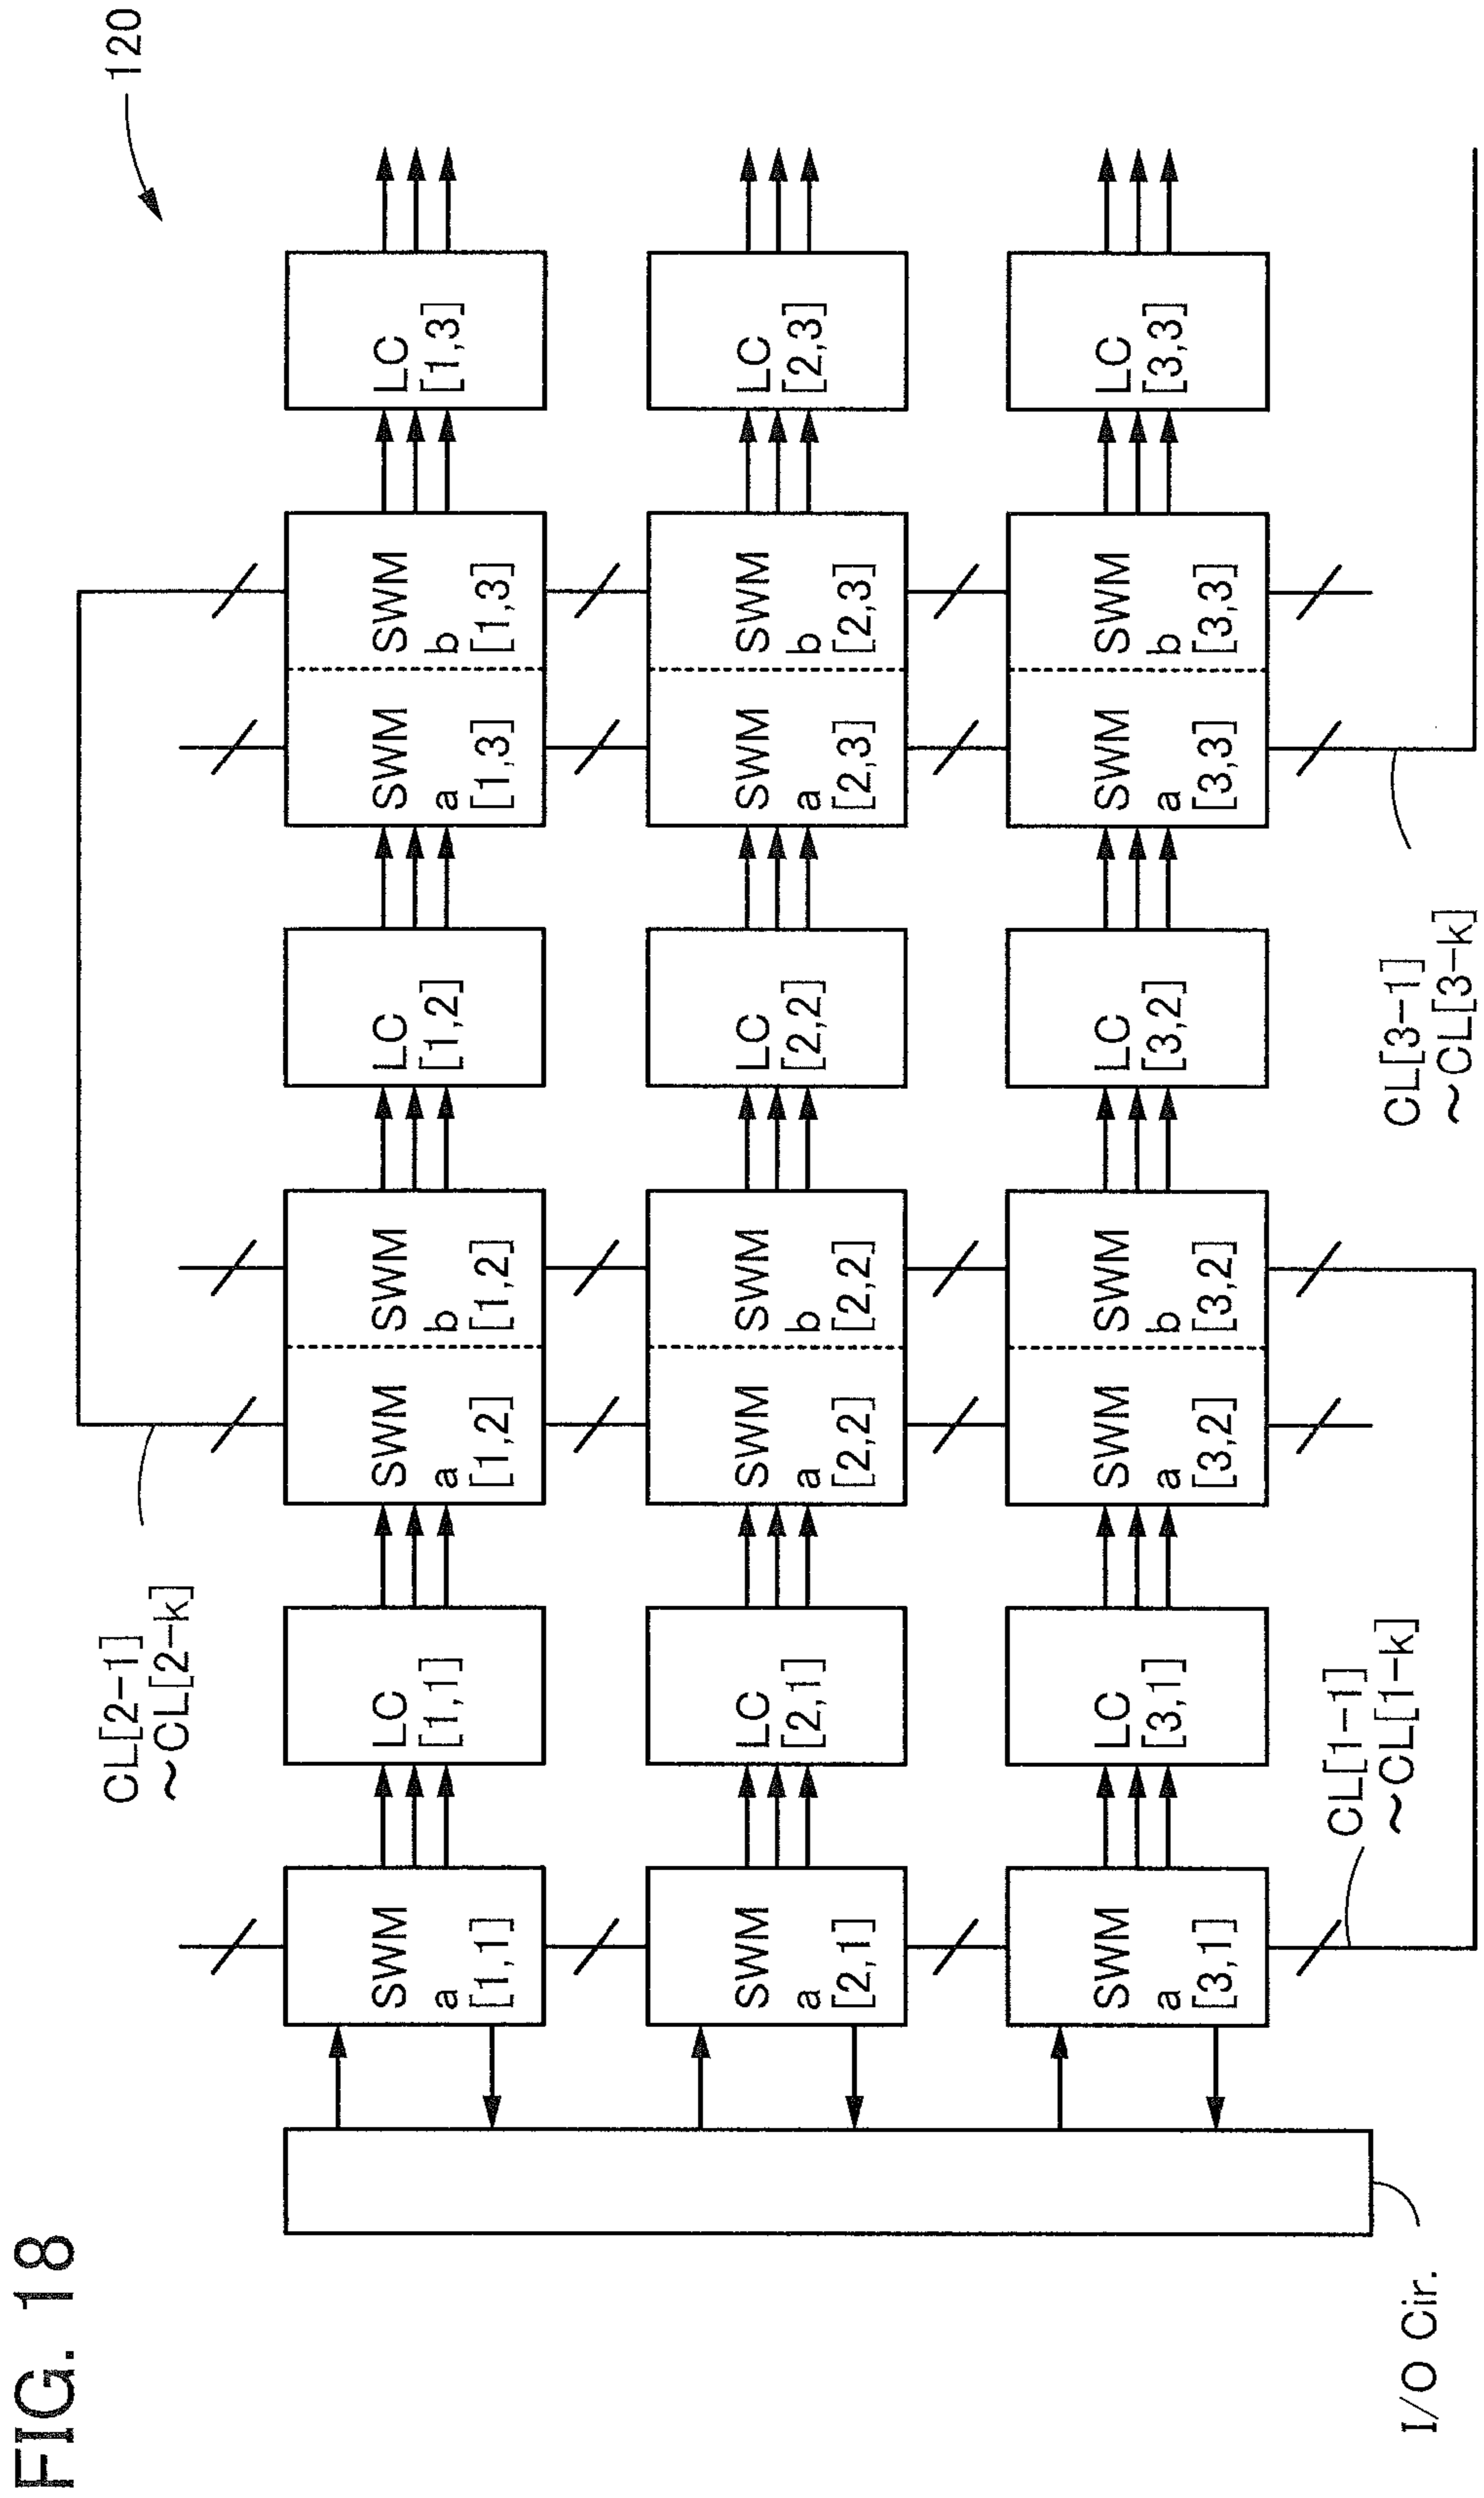 FIG. 18
120
CL[2-1]
~CL[2-k]
SWM
a
[1,1]
LC
[1,1]
SWM
a
[1,2]
SWM
b
[1,2]
LC
[1,2]
SWM
a
[1,3]
SWM
b
[1,3]
LC
[1,3]
SWM
a
[2,1]
LC
[2,1]
SWM
a
[2,2]
SWM
b
[2,2]
LC
[2,2]
SWM
a
[2,3]
SWM
b
[2,3]
LC
[2,3]
SWM
a
[3,1]
LC
[3,1]
SWM
a
[3,2]
SWM
b
[3,2]
LC
[3,2]
SWM
a
[3,3]
SWM
b
[3,3]
LC
[3,3]
I/O Cir.
CL[1-1]
~CL[1-k]
CL[3-1]
~CL[3-k]